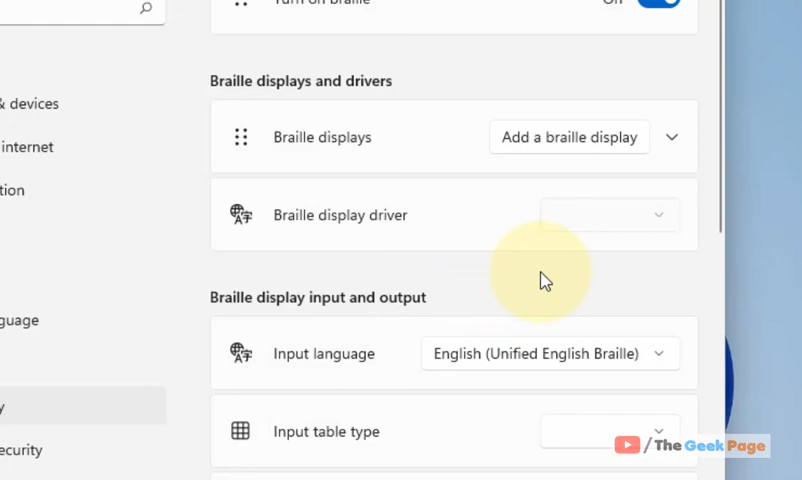 Turn on braille
On
& devices
internet
tion
guage
y
ecurity
Braille displays and drivers
Braille displays
Add a braille display
Braille display driver
Braille display input and output
Input language
English (Unified English Braille)
Input table type
/ The Geek Page